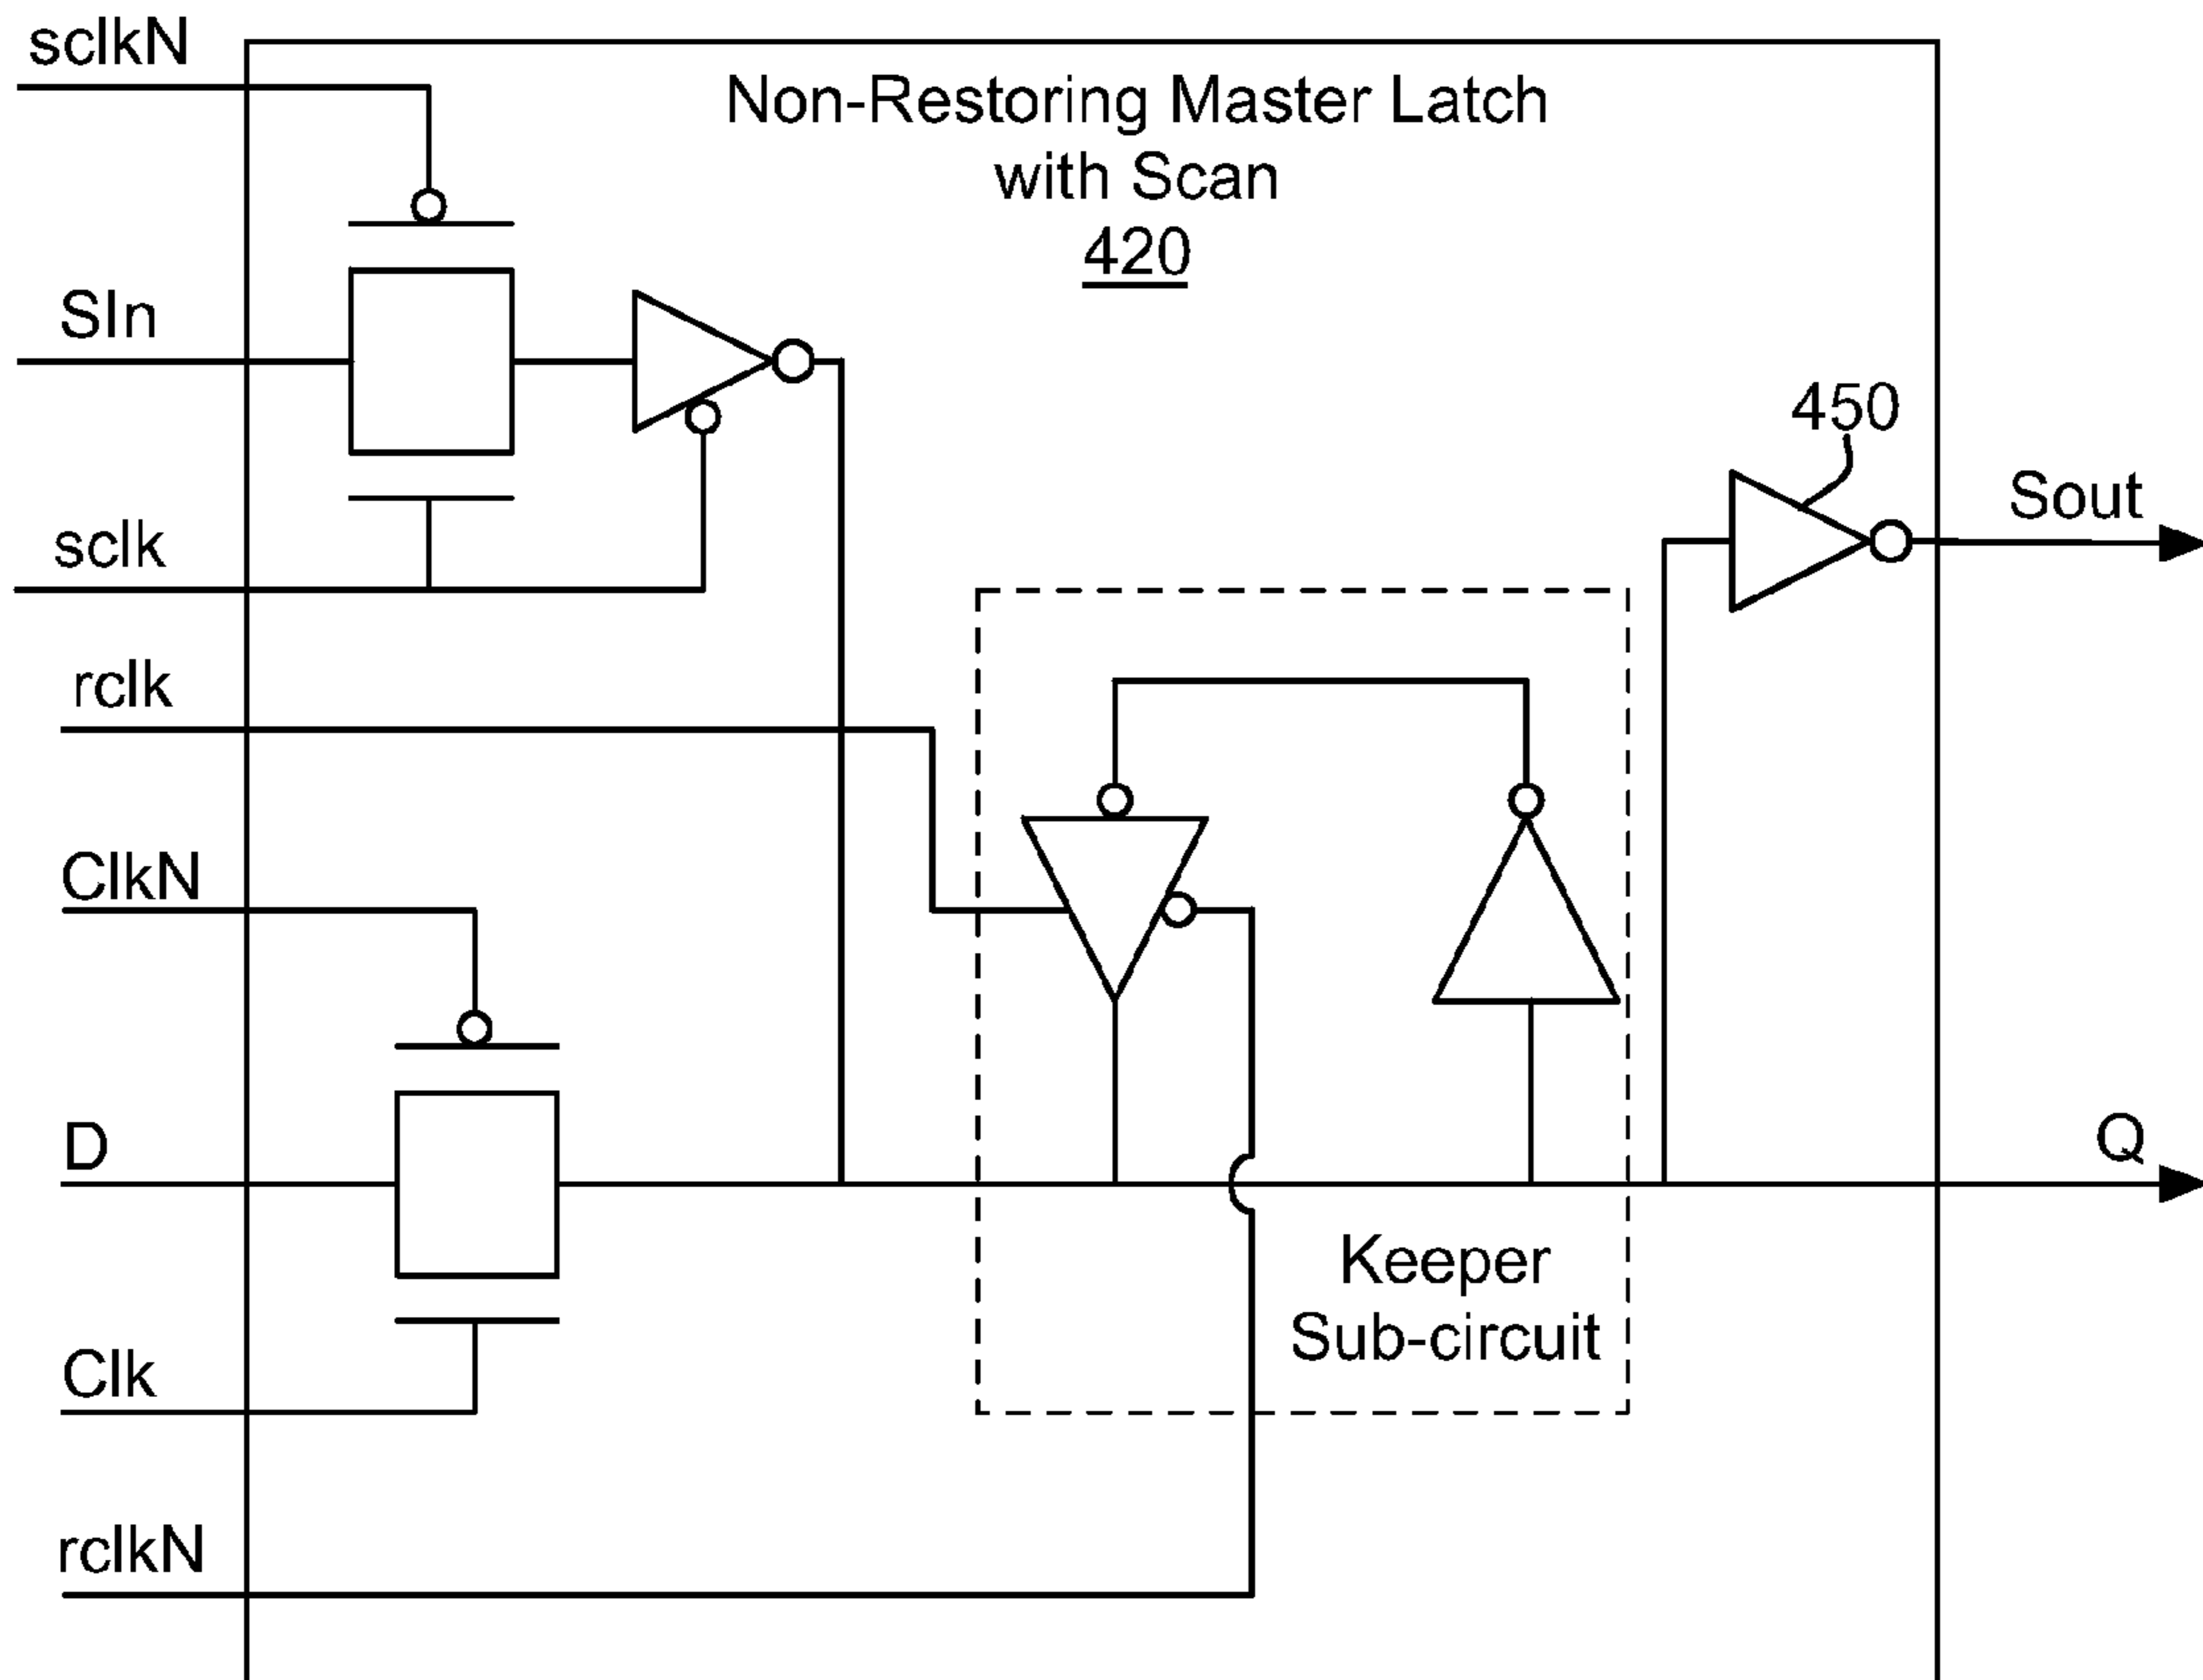 sclkN
Non-Restoring Master Latch
with Scan
420
SIn
450
Sout
sclk
rclk
ClkN
D
Q
Keeper
Sub-circuit
Clk
rclkN